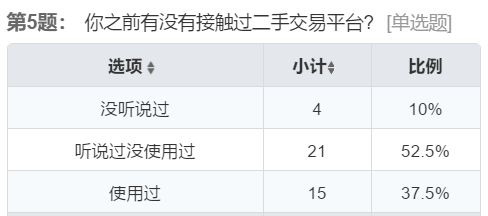 第5题： 你之前有没有接触过二手交易平台? [单选题]
选项 小计 比例
没听说过 4 10%
听说过没使用过 21 52.5%
使用过 15 37.5%